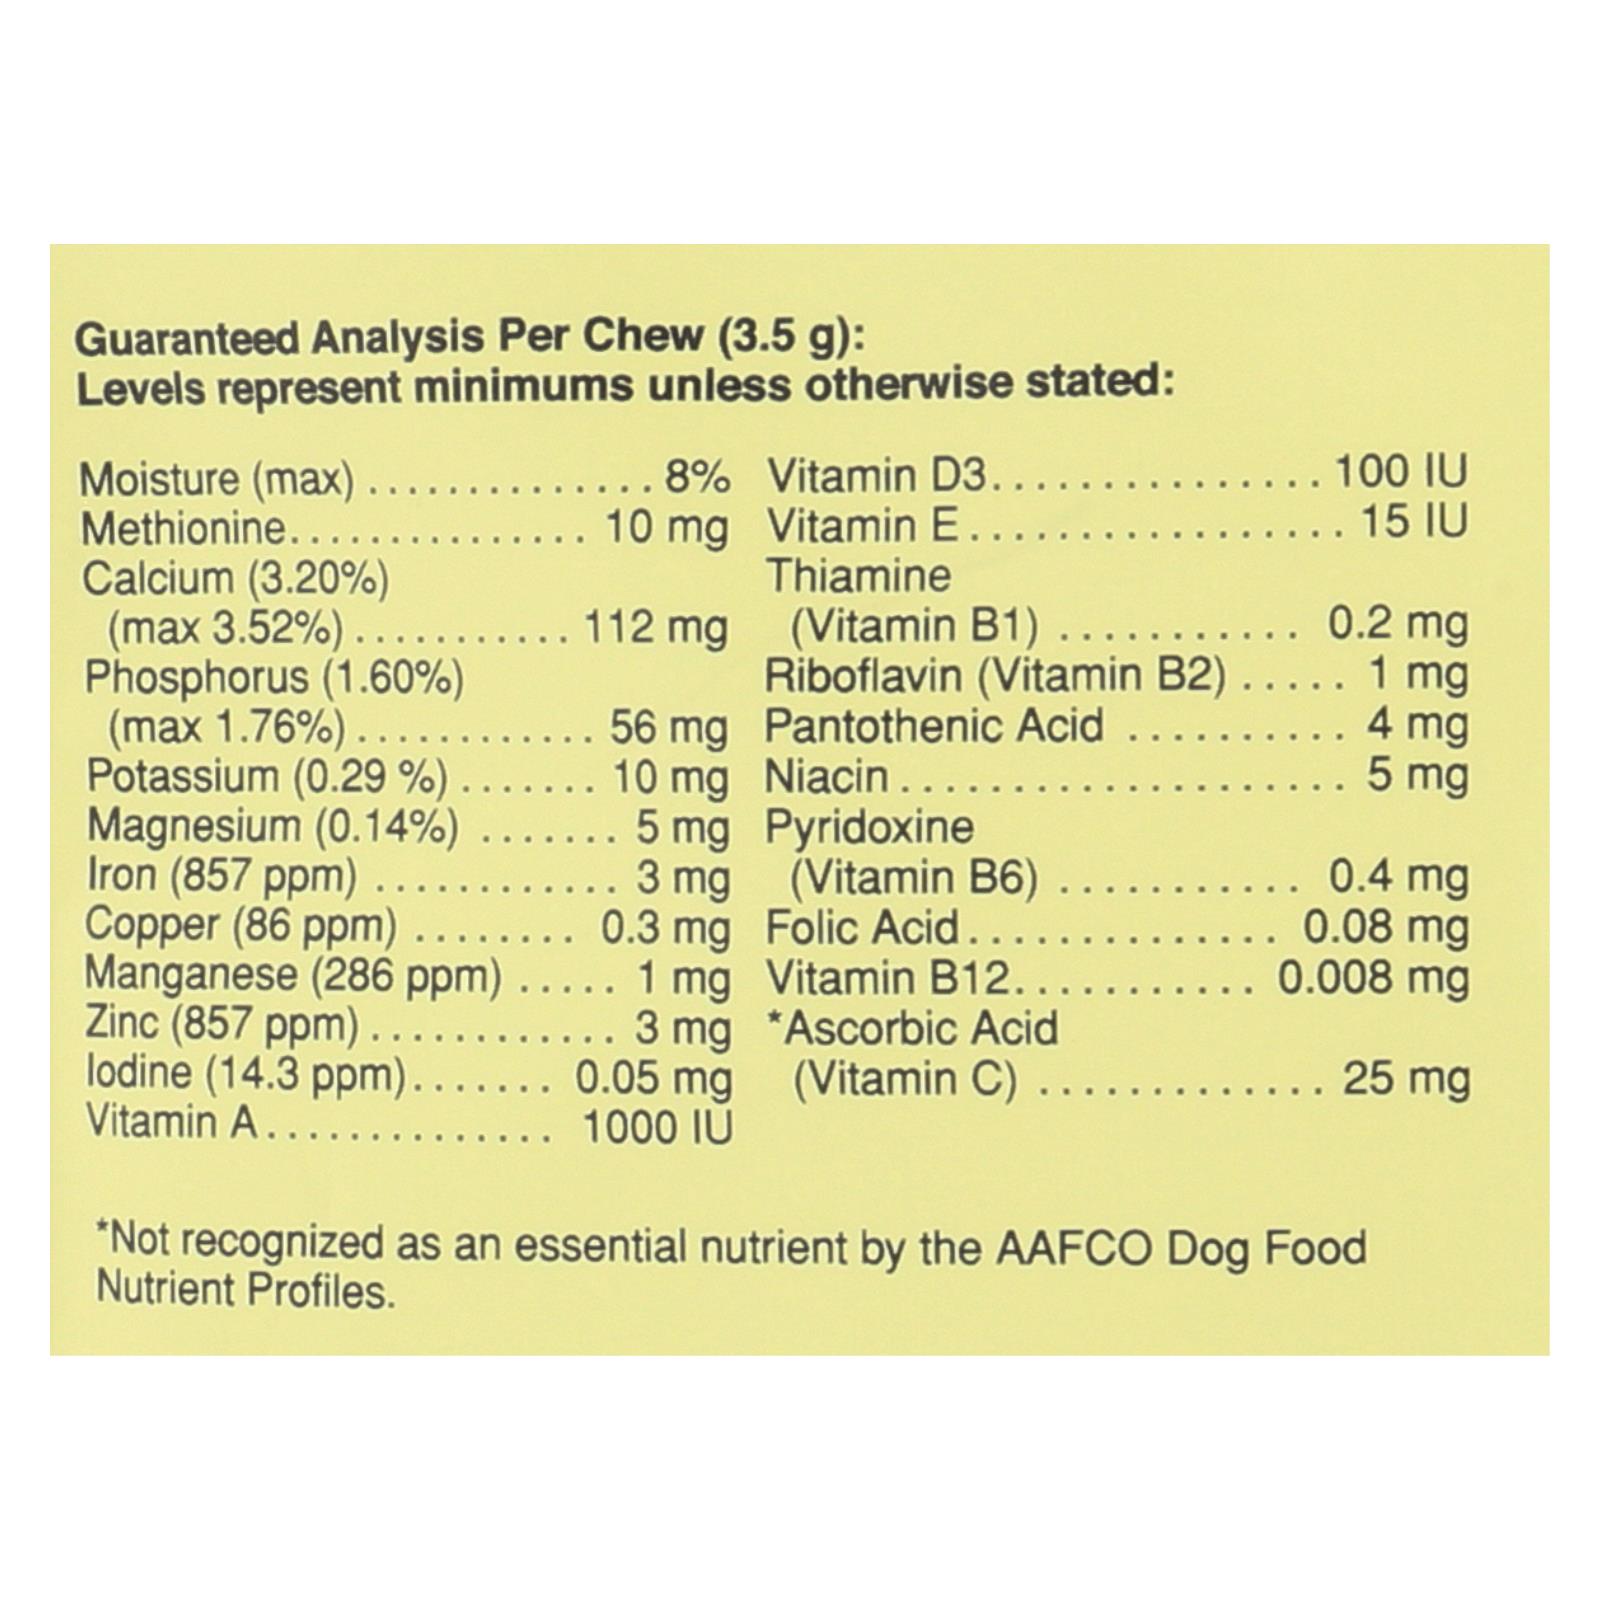 Guaranteed Analysis Per Chew (3.5 g):
Levels represent minimums unless otherwise stated:
Moisture (max) .............. 8%
Methionine............... 10 mg
Calcium (3.20%)
(max 3.52%)........... 112 mg
Phosphorus (1.60%)
(max 1.76%)............ 56 mg
Potassium (0.29 %)....... 10 mg
Magnesium (0.14%) ....... 5 mg
Iron (857 ppm) ............ 3 mg
Copper (86 ppm) ........ 0.3 mg
Manganese (286 ppm) ..... 1 mg
Zinc (857 ppm)............ 3 mg
Iodine (14.3 ppm)....... 0.05 mg
Vitamin A.............. 1000 IU
Vitamin D3................ 100 IU
Vitamin E................. 15 IU
Thiamine
(Vitamin B1) ........... 0.2 mg
Riboflavin (Vitamin B2) ..... 1 mg
Pantothenic Acid .......... 4 mg
Niacin.................... 5 mg
Pyridoxine
(Vitamin B6) ........... 0.4 mg
Folic Acid.............. 0.08 mg
Vitamin B12........... 0.008 mg
*Ascorbic Acid
(Vitamin C) ............. 25 mg
*Not recognized as an essential nutrient by the AAFCO Dog Food
Nutrient Profiles.